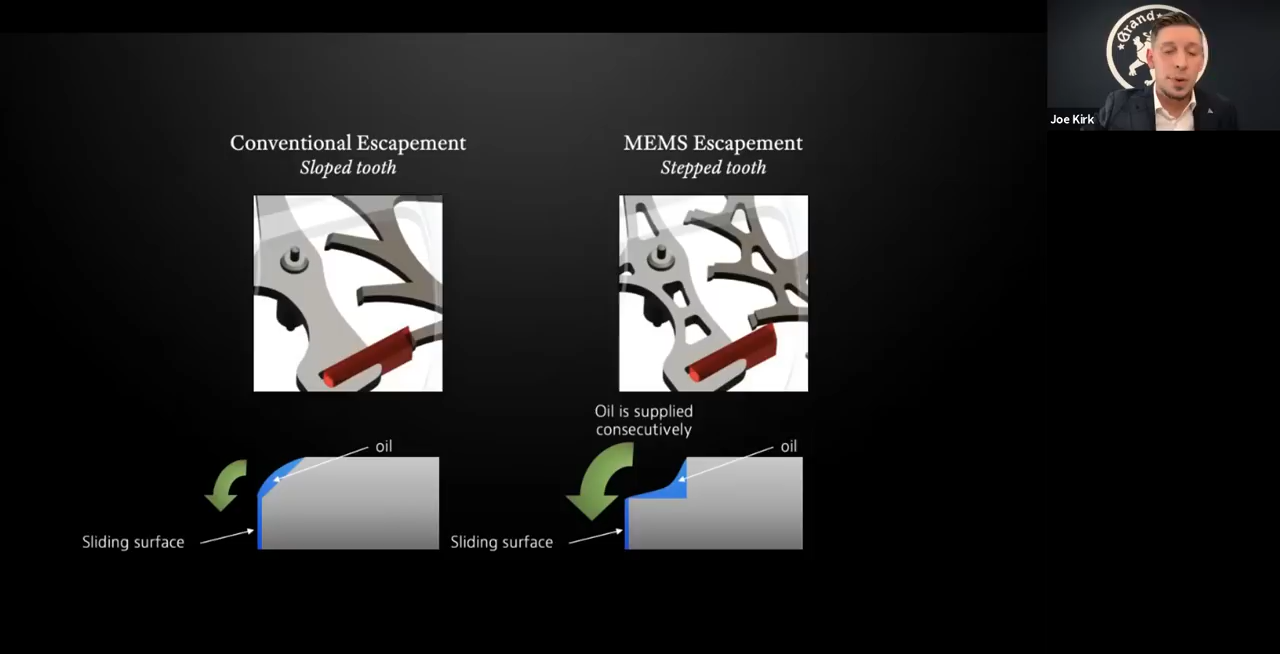 Grand
Joe Kirk
Conventional Escapement
Sloped tooth
MEMS Escapement
Stepped tooth
Oil is supplied
consecutively
oil
oil
Sliding surface
Sliding surface